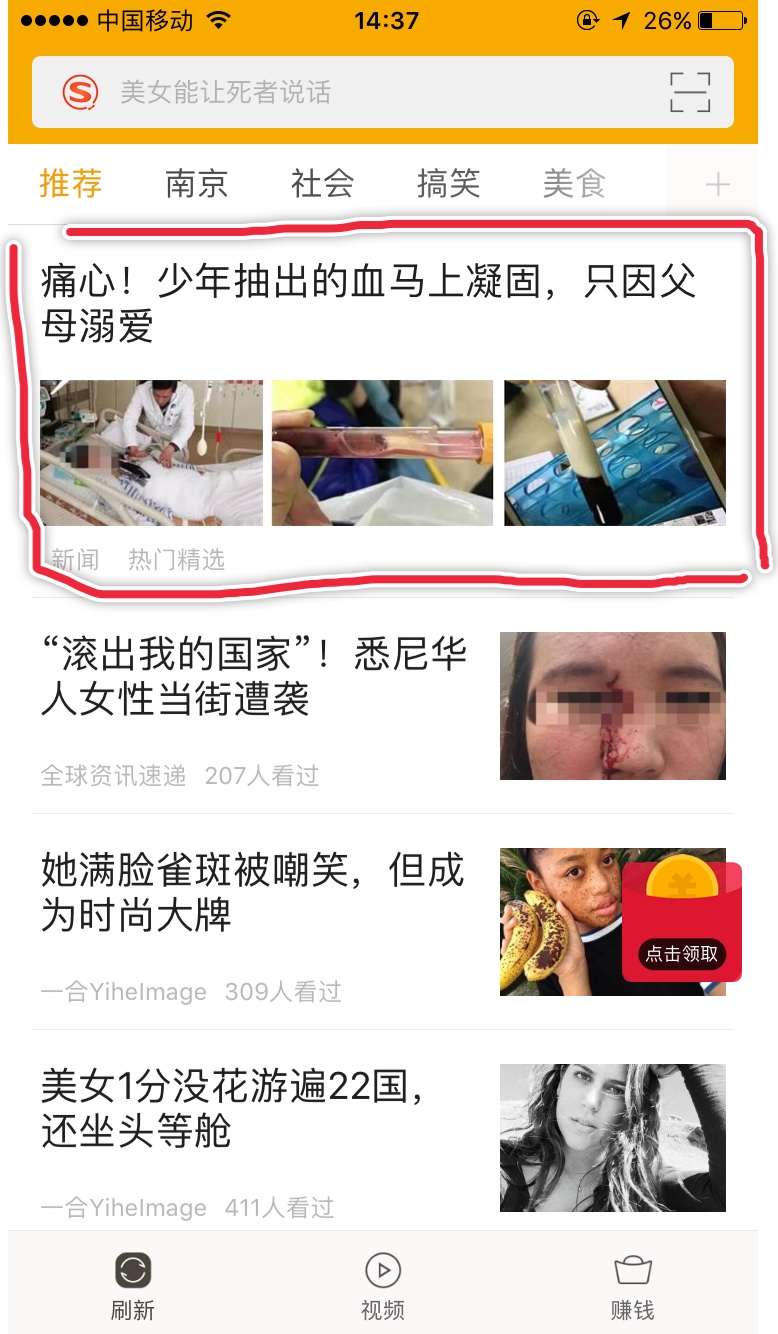 中国移动 14:37 26%
美女能让死者说话
推荐 南京 社会 搞笑 美食
痛心！少年抽出的血马上凝固，只因父
母溺爱
新闻 热门精选
“滚出我的国家”！悉尼华
人女性当街遭袭
全球资讯速递 207人看过
她满脸雀斑被嘲笑，但成
为时尚大牌
点击领取
一合YiheImage 309人看过
美女1分没花游遍22国，
还坐头等舱
一合YiheImage 411人看过
刷新 视频 赚钱